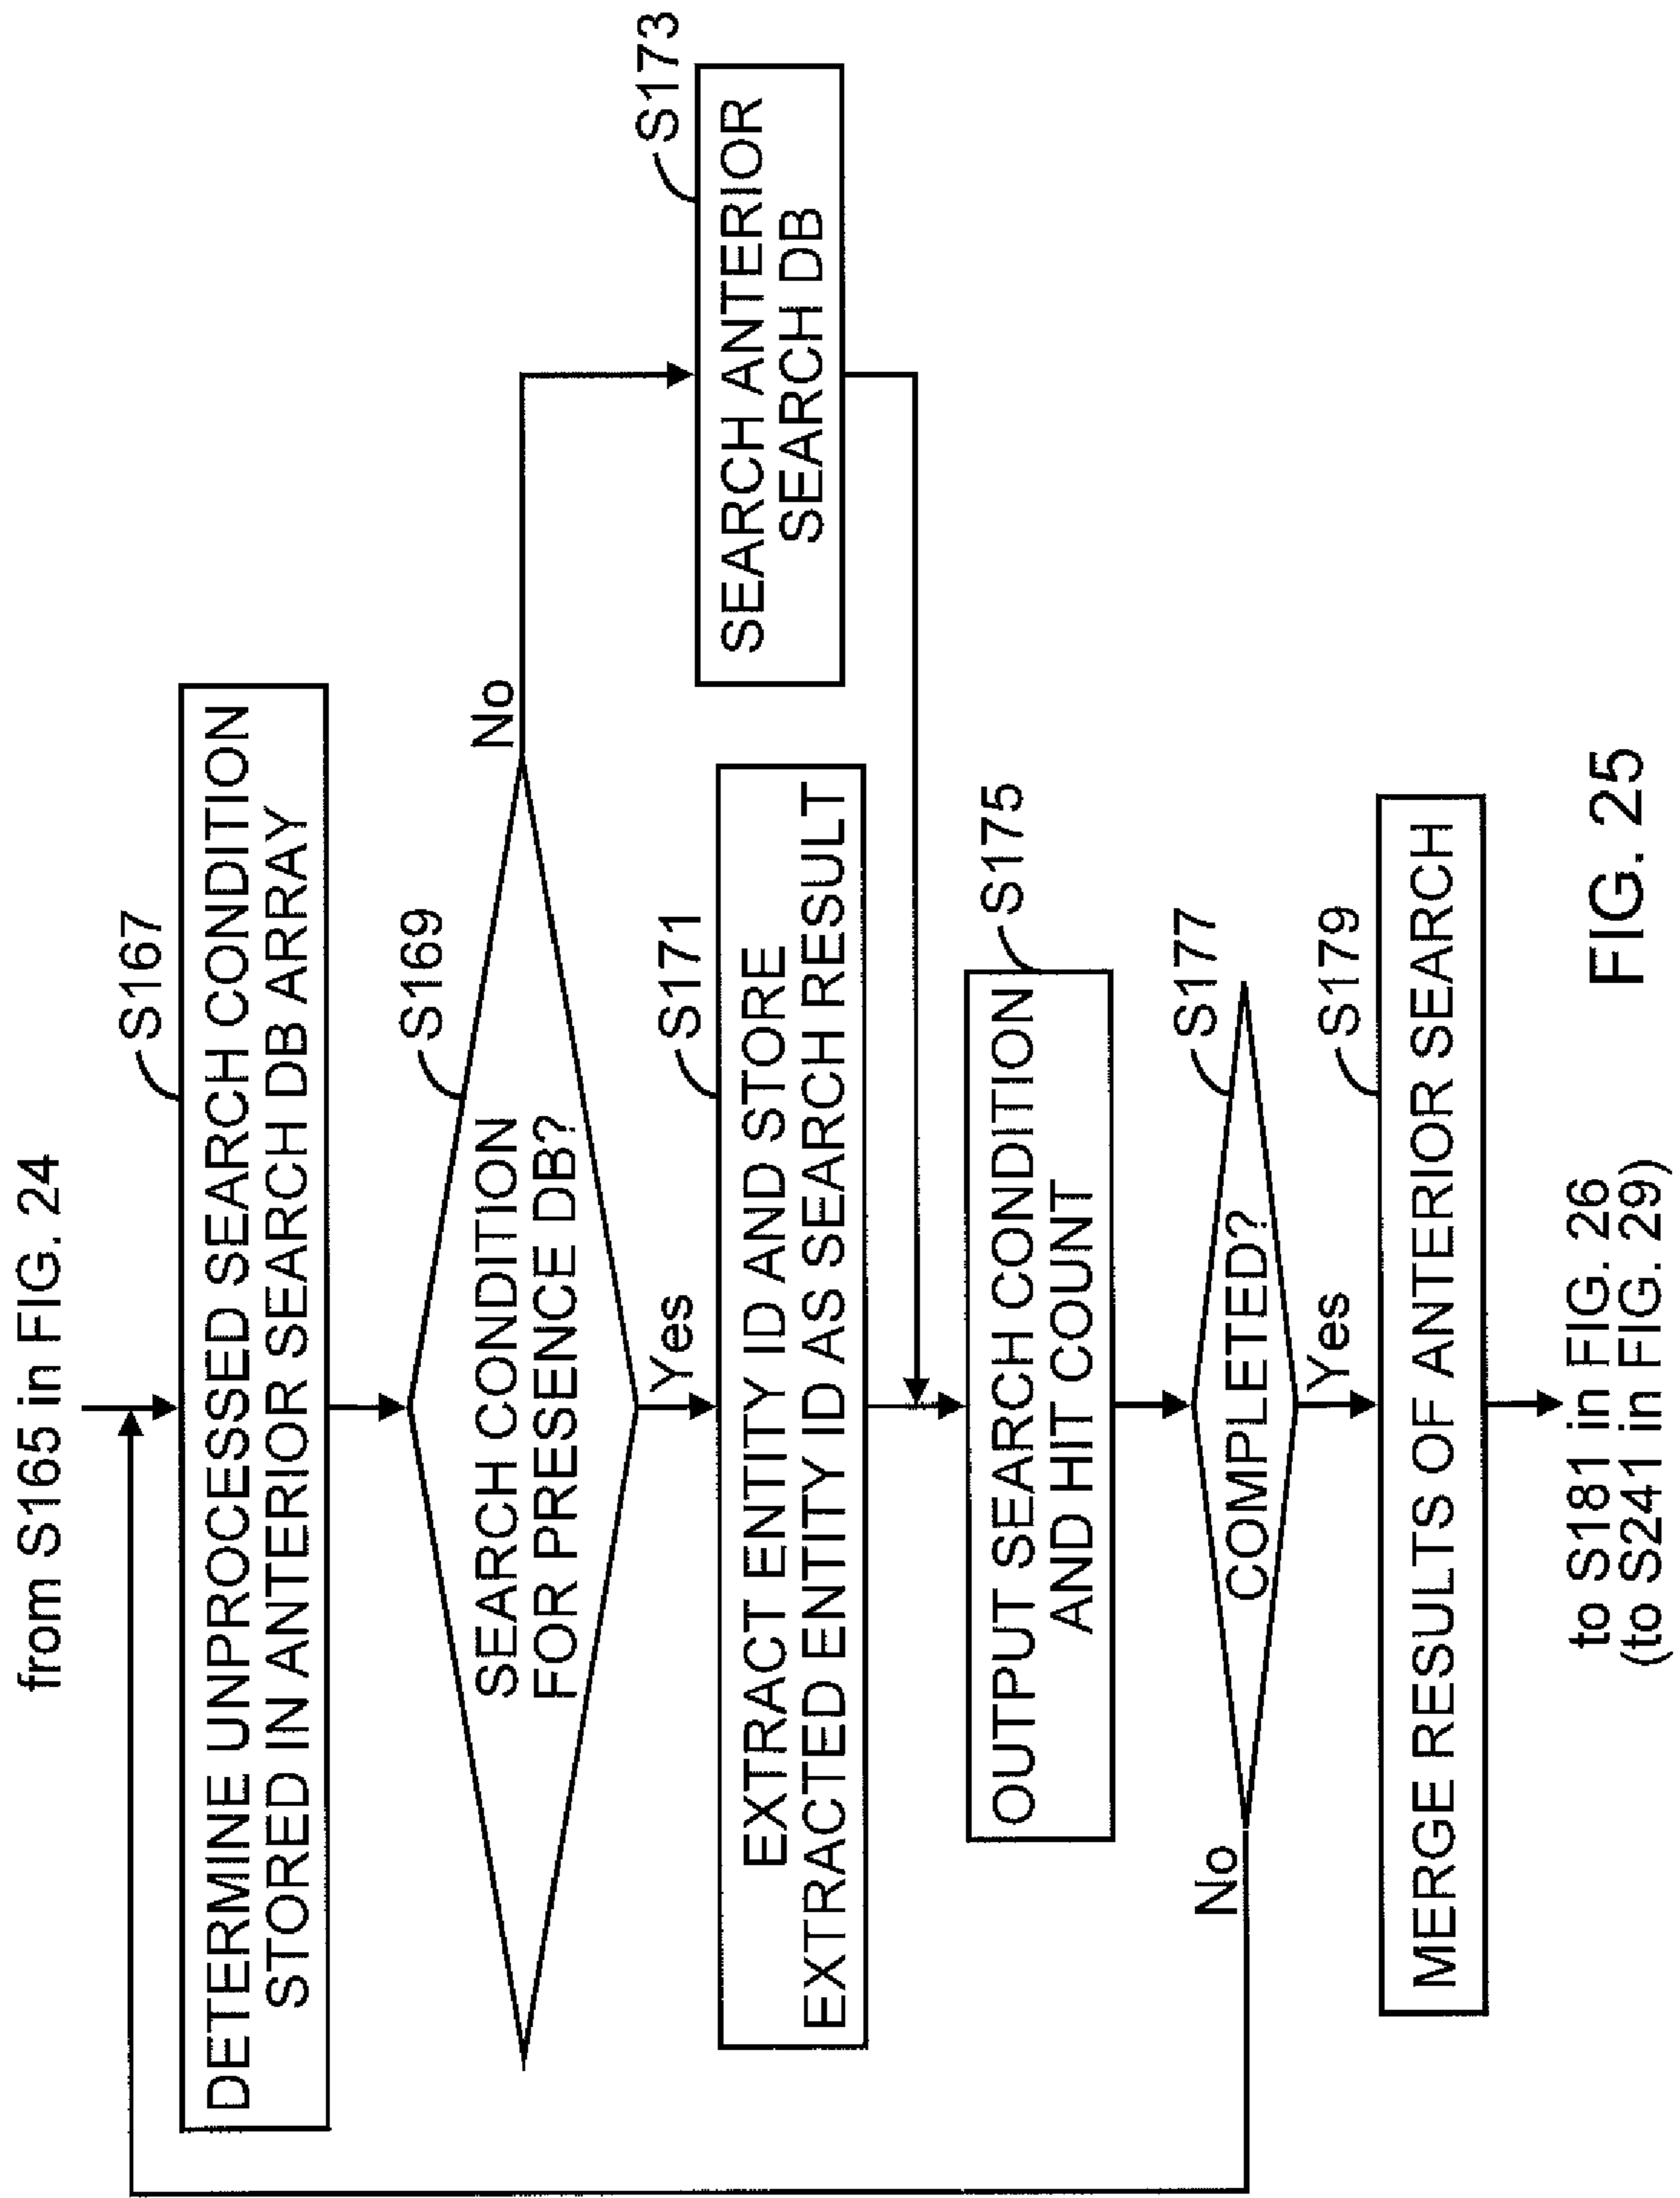 from S165 in FIG. 24
S167
DETERMINE UNPROCESSED SEARCH CONDITION
STORED IN ANTERIOR SEARCH DB ARRAY
S169
SEARCH CONDITION
FOR PRESENCE DB?
No
Yes
S173
SEARCH ANTERIOR
SEARCH DB
S171
EXTRACT ENTITY ID AND STORE
EXTRACTED ENTITY ID AS SEARCH RESULT
S175
OUTPUT SEARCH CONDITION
AND HIT COUNT
S177
COMPLETED?
No
Yes
S179
MERGE RESULTS OF ANTERIOR SEARCH
to S181 in FIG. 26
(to S241 in FIG. 29)
FIG. 25